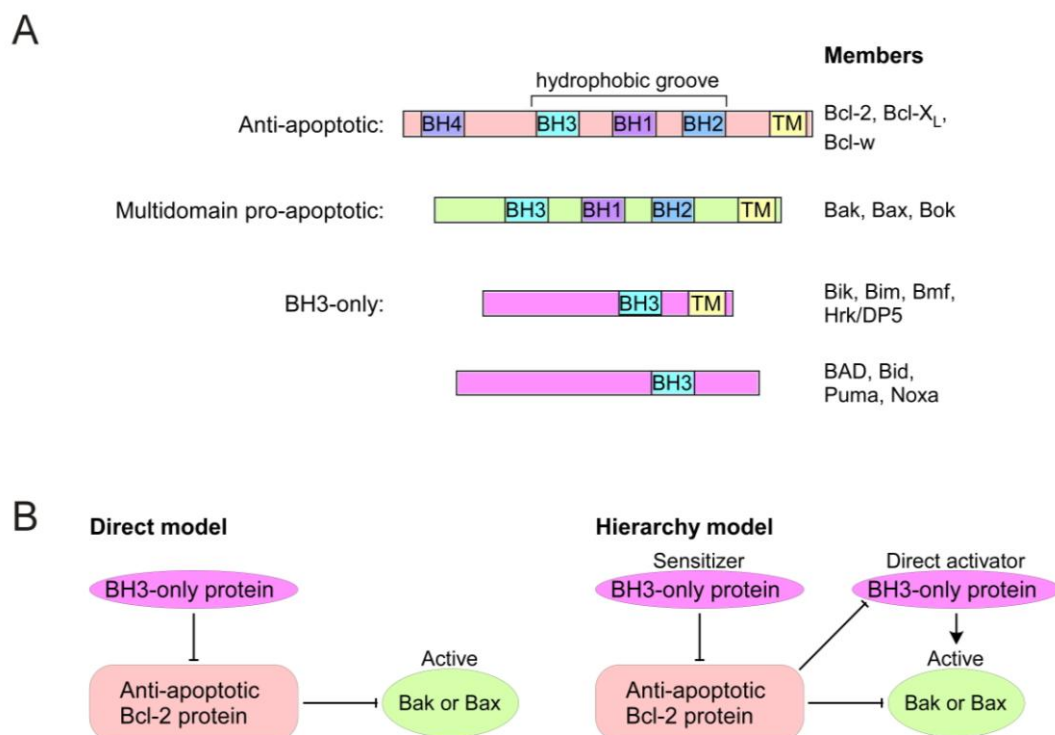 A
Members
hydrophobic groove
Anti-apoptotic: BH4 BH3 BH1 BH2 TM Bcl-2, Bcl-XL,
Bcl-w
Multidomain pro-apoptotic: BH3 BH1 BH2 TM Bak, Bax, Bok
BH3-only: BH3 TM Bik, Bim, Bmf,
Hrk/DP5
BH3 BAD, Bid,
Puma, Noxa
B
Direct model
BH3-only protein
Anti-apoptotic
Bcl-2 protein
Active
Bak or Bax
Hierarchy model
Sensitizer
BH3-only protein
Direct activator
BH3-only protein
Anti-apoptotic
Bcl-2 protein
Active
Bak or Bax